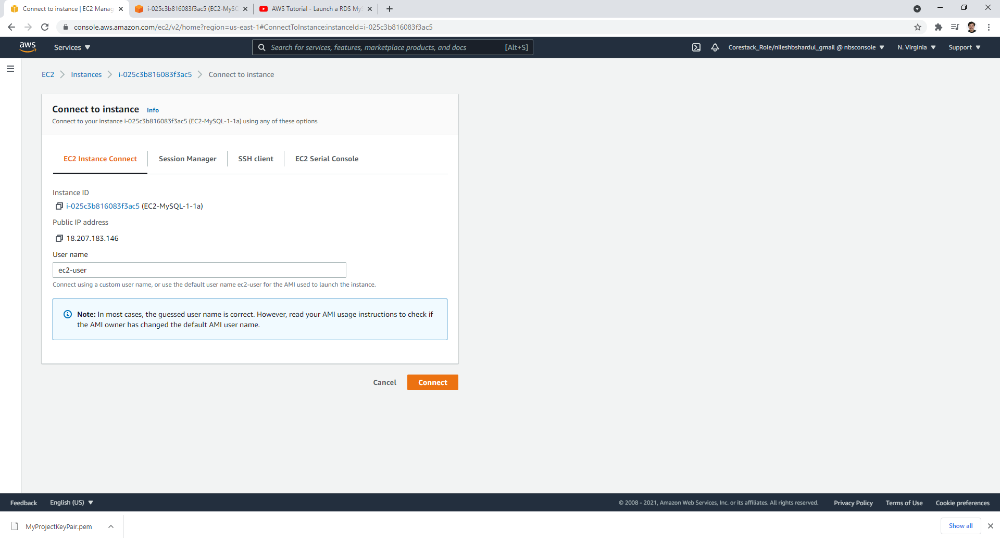 Connect to instance | EC2 Manag
i-025c3b816083f3ac5 (EC2-MySC
AWS Tutorial - Launch a RDS My
console.aws.amazon.com/ec2/v2/home?region=us-east-1#ConnectToInstance:instanceId=i-025c3b816083f3ac5
aws
Services
Search for services, features, marketplace products, and docs
[Alt+S]
Corestack_Role/nileshbshardul_gmail @ nbsconsole
N. Virginia
Support
EC2
Instances
i-025c3b816083f3ac5
Connect to instance
Connect to instance
Info
Connect to your instance i-025c3b816083f3ac5 (EC2-MySQL-1-1a) using any of these options
EC2 Instance Connect
Session Manager
SSH client
EC2 Serial Console
Instance ID
i-025c3b816083f3ac5 (EC2-MySQL-1-1a)
Public IP address
18.207.183.146
User name
ec2-user
Connect using a custom user name, or use the default user name ec2-user for the AMI used to launch the instance.
Note: In most cases, the guessed user name is correct. However, read your AMI usage instructions to check if
the AMI owner has changed the default AMI user name.
Cancel
Connect
Feedback
English (US)
© 2008 - 2021, Amazon Web Services, Inc. or its affiliates. All rights reserved.
Privacy Policy
Terms of Use
Cookie preferences
MyProjectKeyPair.pem
Show all